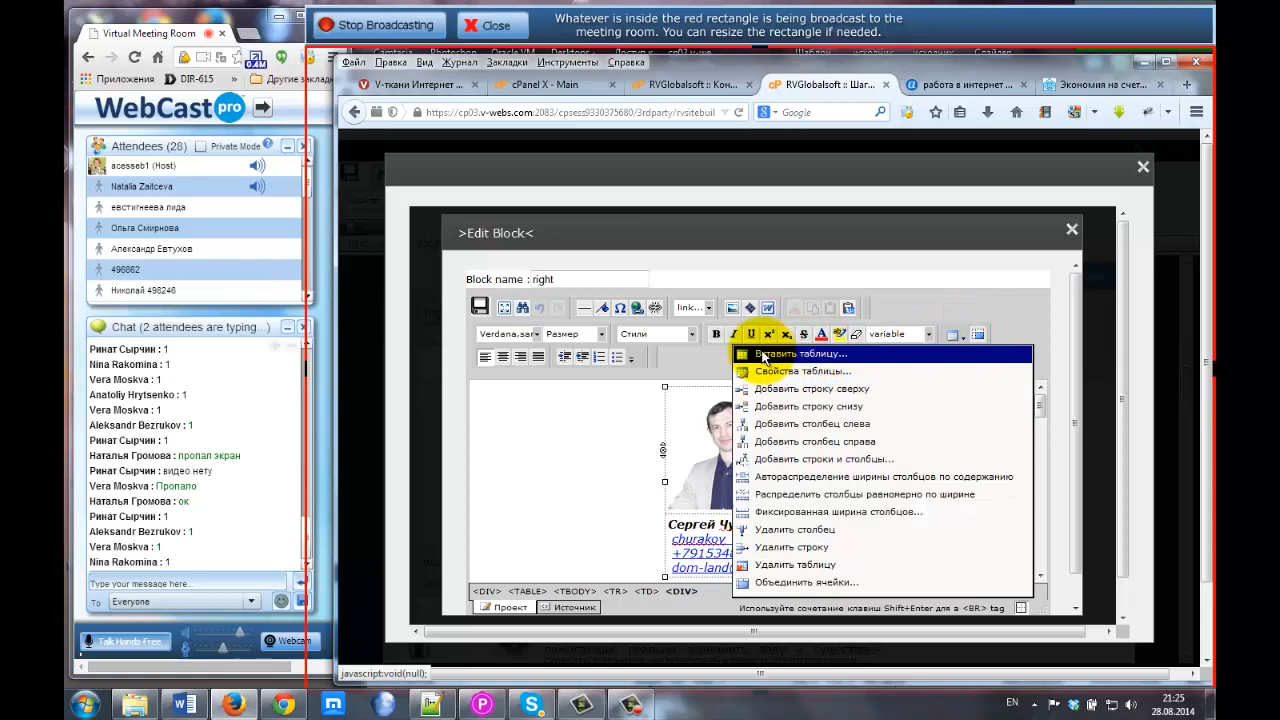 Virtual Meeting Room
Приложения
DIR-615
Другие заклад
WebCast pro
Attendees (28)
Private Mode
acesseb1 (Host)
Natalia Zaitceva
евстигнеева лида
Ольга Смирнова
Александр Евтухов
496862
Николай 498246
Chat (2 attendees are typing...)
Ринат Сырчин : 1
Nina Rakomina : 1
Vera Moskva : 1
Anatoliy Hrytsenko : 1
Vera Moskva : 1
Aleksandr Bezrukov : 1
Ринат Сырчин : 1
Наталья Громова : пропал экран
Ринат Сырчин : видео нету
Vera Moskva : Пропало
Наталья Громова : ок
Ринат Сырчин : 1
Aleksandr Bezrukov : 1
Vera Moskva : 1
Nina Rakomina : 1
Type your message here...
To Everyone
Talk Hands-Free
Webcam
Stop Broadcasting
Close
Whatever is inside the red rectangle is being broadcast to the
meeting room. You can resize the rectangle if needed.
Файл Правка Вид Журнал Закладки Инструменты Справка
V-ткани Интернет ...
cPanel X - Main
RVGlobalsoft :: Кон...
RVGlobalsoft :: Шаг...
работа в интернет ...
Экономия на счет...
https://cp03.v-webs.com:2083/cpsess9330375680/3rdparty/rvsitebuil
Google
>Edit Block<
Block name : right
link...
Verdana,sar
Размер
Стили
variable
Вставить таблицу...
Свойства таблицы...
Добавить строку сверху
Добавить строку снизу
Добавить столбец слева
Добавить столбец справа
Добавить строки и столбцы...
Автораспределение ширины столбцов по содержанию
Распределить столбцы равномерно по ширине
Фиксированная ширина столбцов...
Удалить столбец
Удалить строку
Удалить таблицу
Объединить ячейки...
400
Сергей Чу
churakov_
+7915348
dom-land(
<DIV> <TABLE> <TBODY> <TR> <TD> <DIV>
Проект
Источник
Используйте сочетание клавиш Shift+Enter для а <BR> tag
javascript:void(null);
EN
21:25
28.08.2014